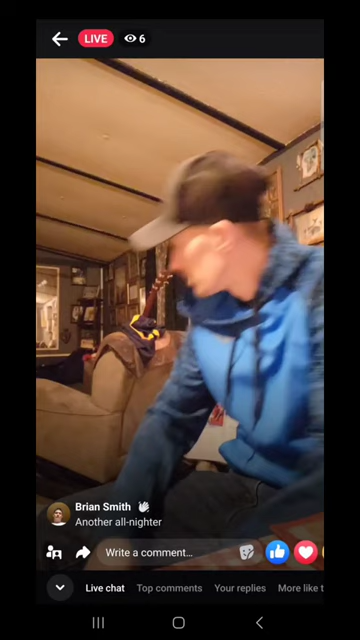 LIVE 6
Brian Smith
Another all-nighter
Write a comment...
Live chat Top comments Your replies More like t